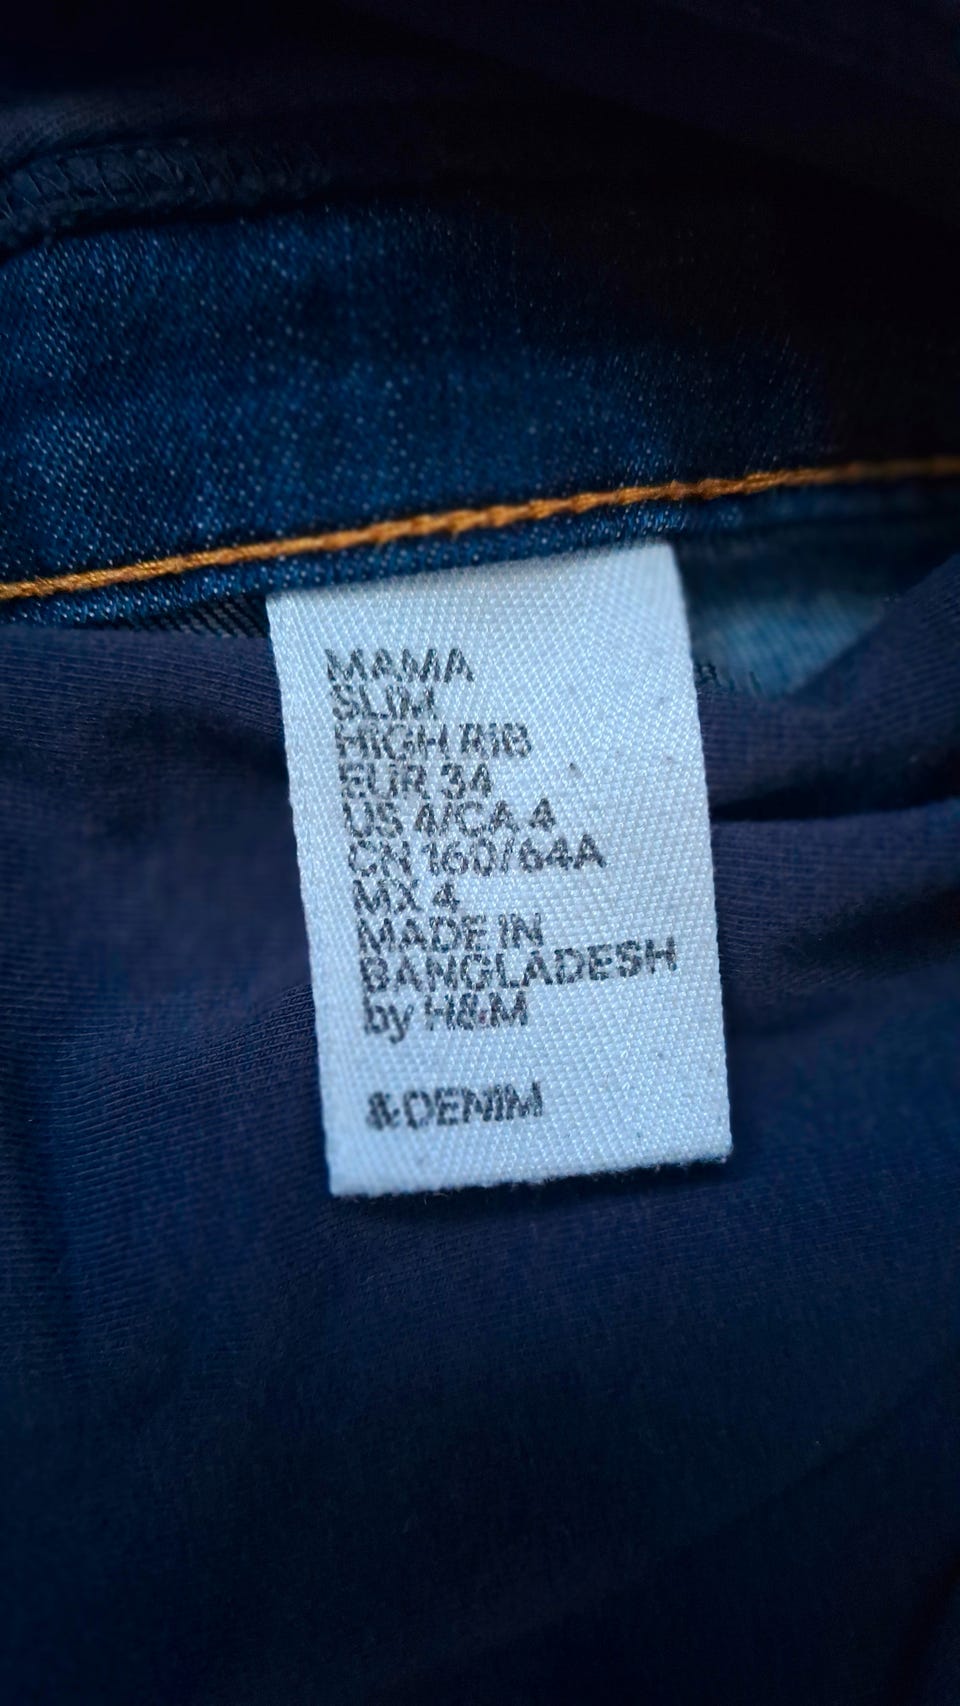 MAMA
SLIM
HIGH RIB
EUR 34
US 4/CA 4
CN 160/64A
MX 4
MADE IN
BANGLADESH
by H&M
&DENIM